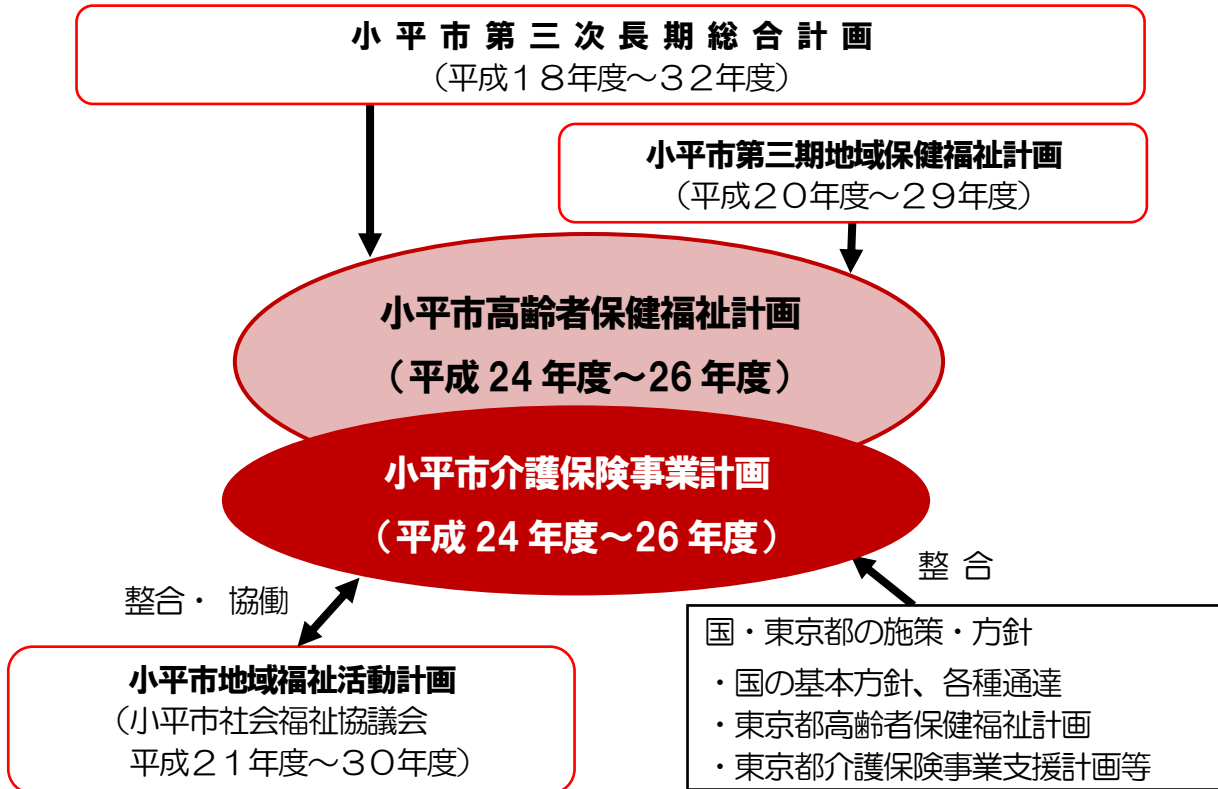 小平市第三次長期総合計画
（平成１８年度～３２年度）
小平市第三期地域保健福祉計画
（平成２０年度～２９年度）
小平市高齢者保健福祉計画
（平成 24 年度～26 年度）
小平市介護保険事業計画
（平成 24 年度～26 年度）
整合・ 協働
整 合
小平市地域福祉活動計画
（小平市社会福祉協議会
平成２１年度～３０年度）
国・東京都の施策・方針
・国の基本方針、各種通達
・東京都高齢者保健福祉計画
・東京都介護保険事業支援計画等